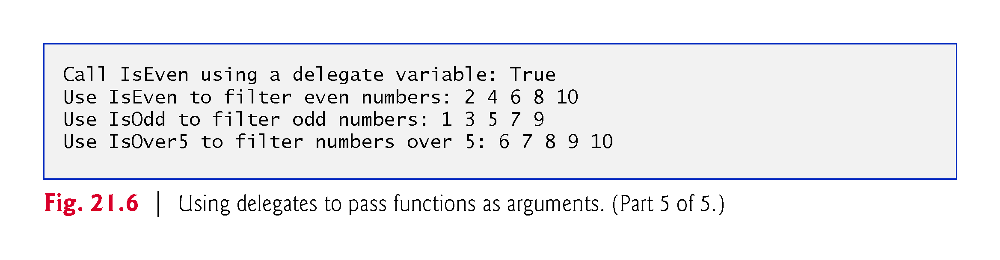 Call IsEven using a delegate variable: True
Use IsEven to filter even numbers: 2 4 6 8 10
Use IsOdd to filter odd numbers: 1 3 5 7 9
Use IsOver5 to filter numbers over 5: 6 7 8 9 10
Fig. 21.6 | Using delegates to pass functions as arguments. (Part 5 of 5.)